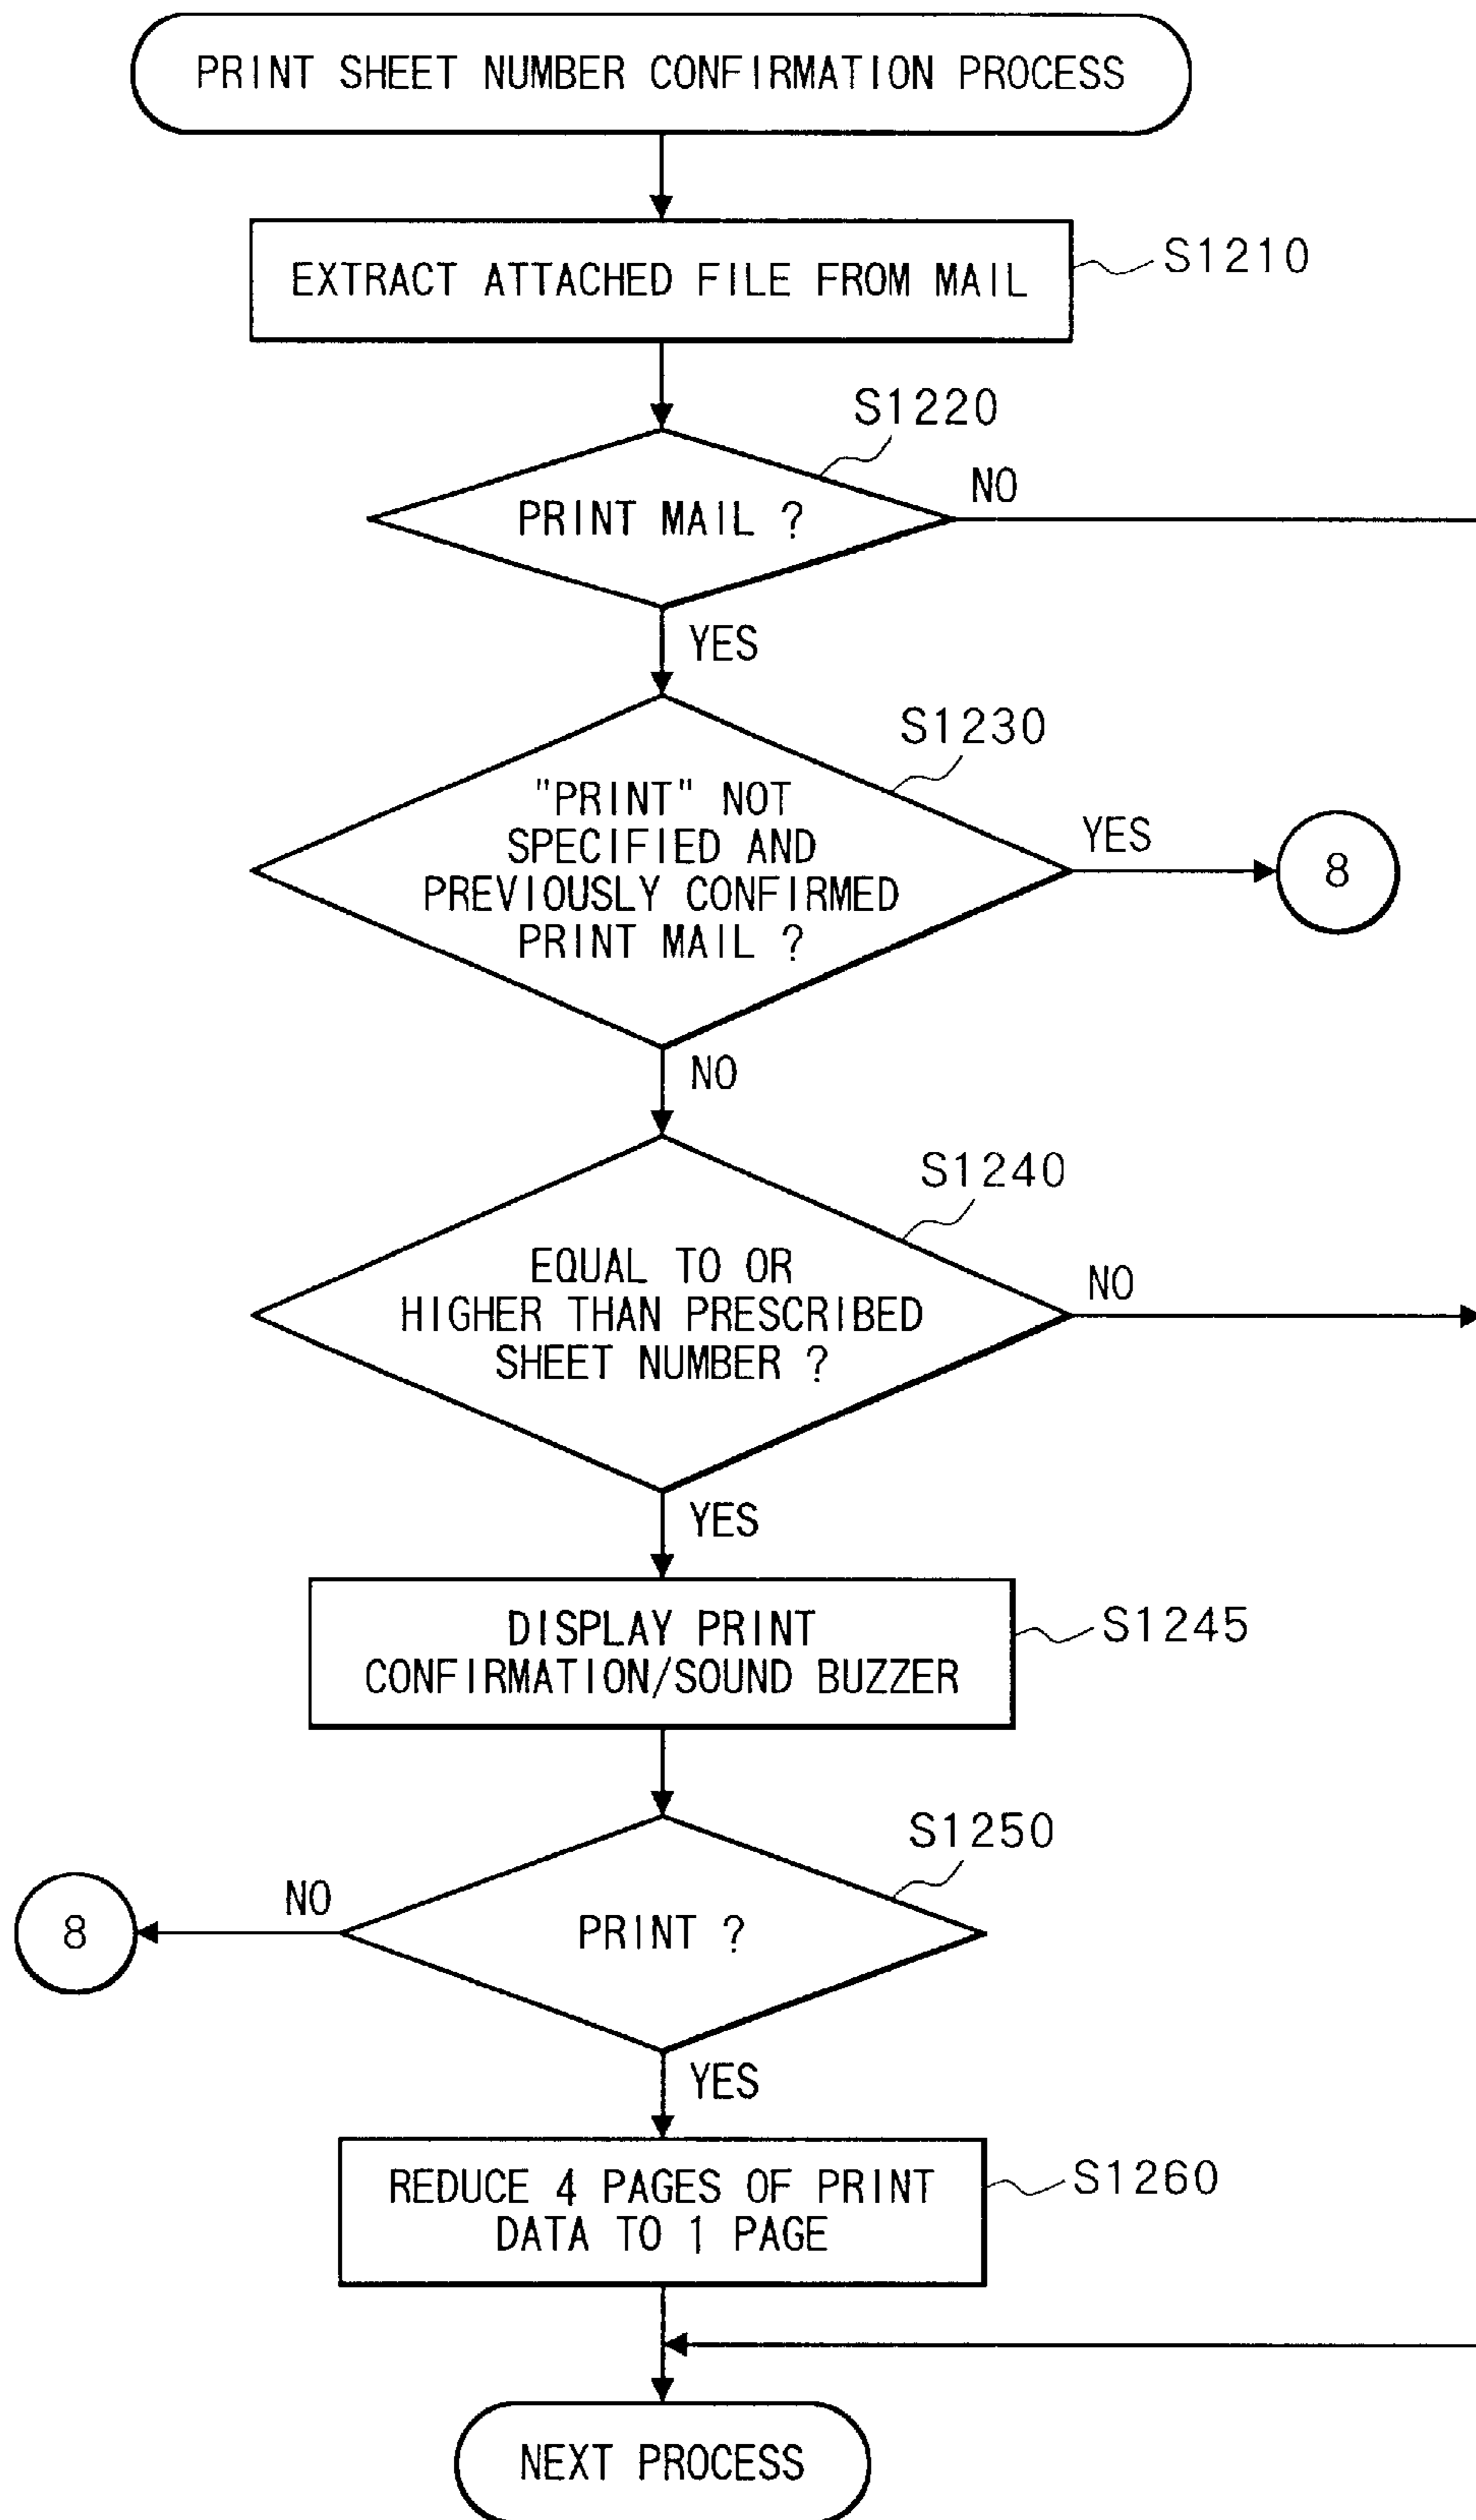 PRINT SHEET NUMBER CONFIRMATION PROCESS
EXTRACT ATTACHED FILE FROM MAIL
S1210
S1220
PRINT MAIL ?
NO
YES
S1230
"PRINT" NOT
SPECIFIED AND
PREVIOUSLY CONFIRMED
PRINT MAIL ?
YES
8
NO
S1240
EQUAL TO OR
HIGHER THAN PRESCRIBED
SHEET NUMBER ?
NO
YES
DISPLAY PRINT
CONFIRMATION/SOUND BUZZER
S1245
S1250
PRINT ?
NO
8
YES
REDUCE 4 PAGES OF PRINT
DATA TO 1 PAGE
S1260
NEXT PROCESS